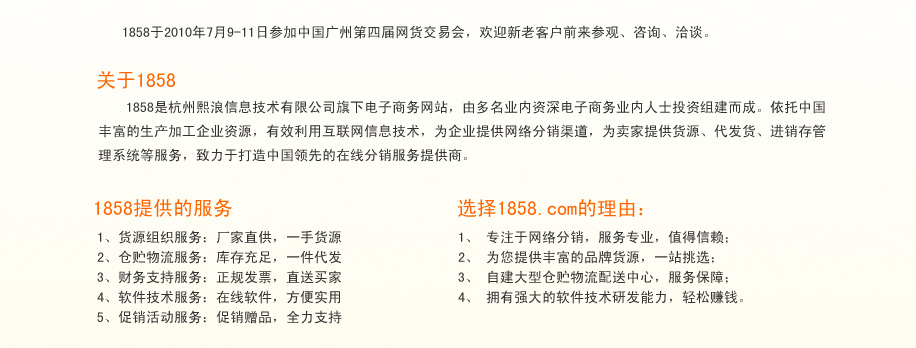 1858于2010年7月9-11日参加中国广州第四届网货交易会，欢迎新老客户前来参观、咨询、洽谈。
关于1858
1858是杭州熙浪信息技术有限公司旗下电子商务网站，由多名业内资深电子商务业内人士投资组建而成。依托中国
丰富的生产加工企业资源，有效利用互联网信息技术，为企业提供网络分销渠道，为卖家提供货源、代发货、进销存管
理系统等服务，致力于打造中国领先的在线分销服务提供商。
1858提供的服务
1、货源组织服务：厂家直供，一手货源
2、仓贮物流服务：库存充足，一件代发
3、财务支持服务：正规发票，直送买家
4、软件技术服务：在线软件，方便实用
5、促销活动服务：促销赠品，全力支持
选择1858.com的理由：
1、 专注于网络分销，服务专业，值得信赖；
2、 为您提供丰富的品牌货源，一站挑选；
3、 自建大型仓贮物流配送中心，服务保障；
4、 拥有强大的软件技术研发能力，轻松赚钱。